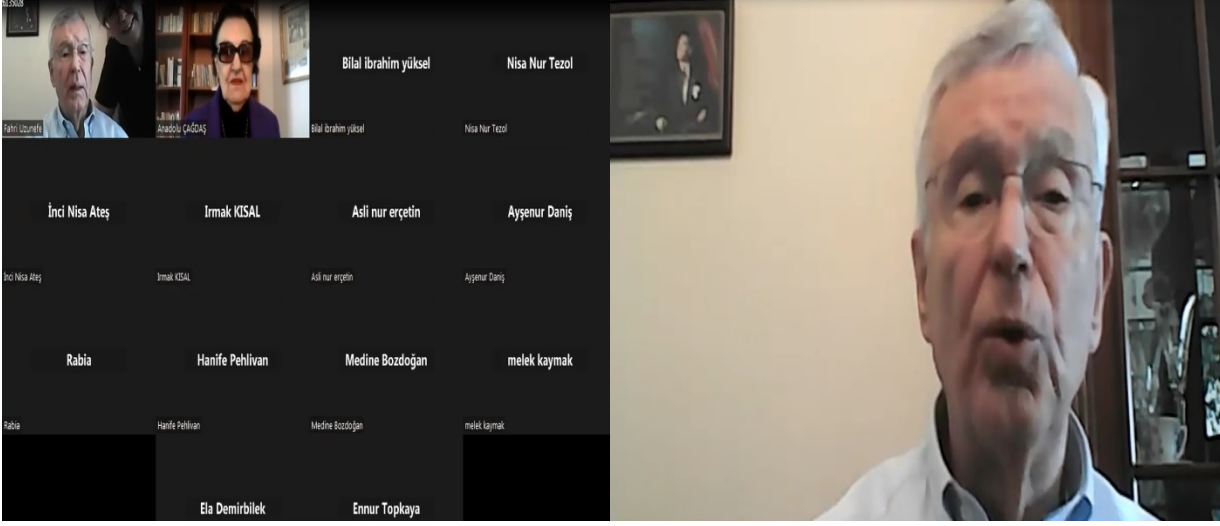 Bilal ibrahim yüksel
Nisa Nur Tezol
Fahri Uzunefe
Anadolu ÇAĞDAŞ
Bilal ibrahim yüksel
Nisa Nur Tezol
İnci Nisa Ateş
Irmak KISAL
Asli nur erçetin
Ayşenur Daniş
İnci Nisa Ateş
Irmak KISAL
Asli nur erçetin
Ayşenur Daniş
Rabia
Hanife Pehlivan
Medine Bozdoğan
melek kaymak
Rabia
Hanife Pehlivan
Medine Bozdoğan
melek kaymak
Ela Demirbilek
Ennur Topkaya